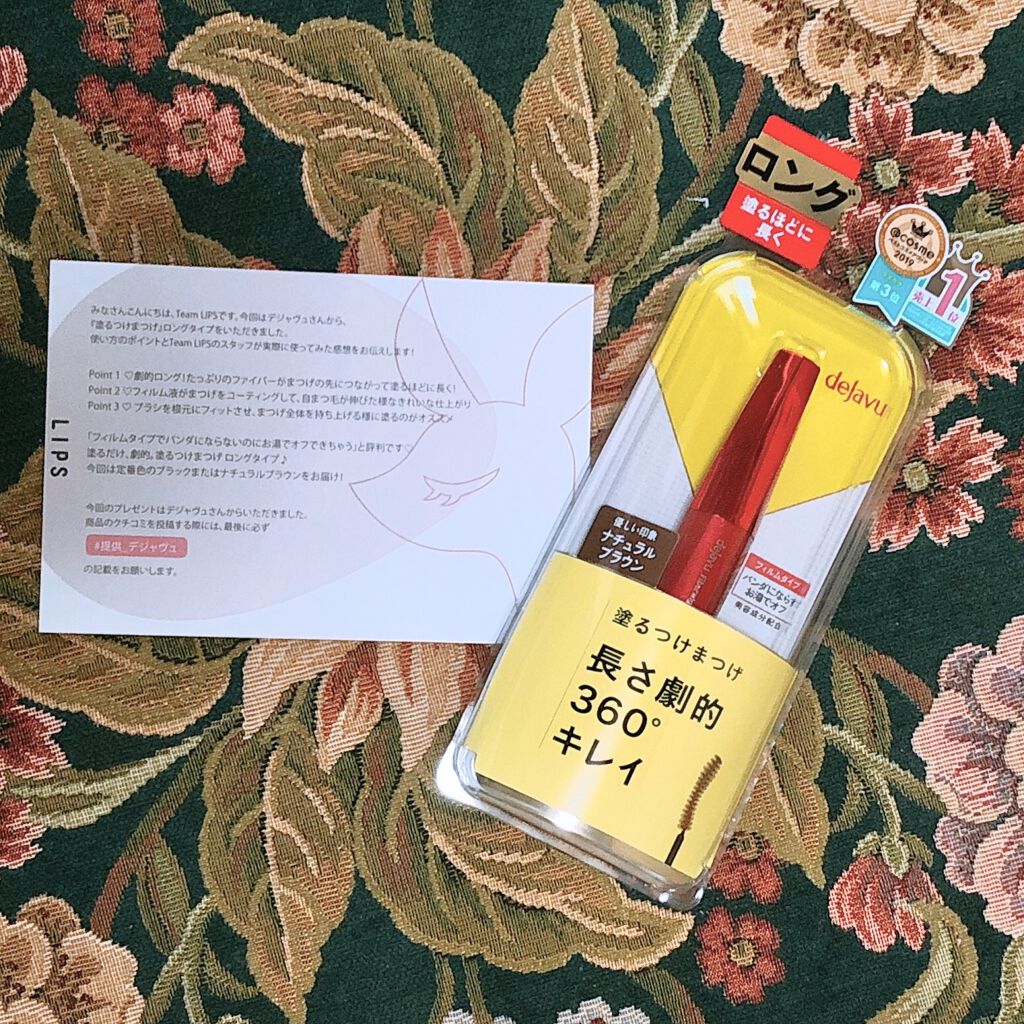 みなさんこんにちは、Team LIPSです。今回はデジャヴュさんから、
『塗るつけまつげ』ロングタイプをいただきました。
使い方のポイントとTeam LIPSのスタッフが実際に使ってみた感想をお伝えします!
Point 1 ♡劇的ロング!たっぷりのファイバーがまつげの先につながって塗るほどに長く!
Point 2 ♡フィルム液がまつげをコーティングして、自まつ毛が伸びた様なきれいな仕上がり
Point 3 ♡ブラシを根元にフィットさせ、まつげ全体を持ち上げる様に塗るのがオススメ
「フィルムタイプでパンダにならないのにお湯でオフできちゃう」と評判です♡
塗るだけ、劇的。塗るつけまつげ ロングタイプ♪
今回は定番色のブラックまたはナチュラルブラウンをお届け!
今回のプレゼントはデジャヴュさんからいただきました。
商品のクチコミを投稿する際には、最後に必ず
#提供_デジャヴュ
の記載をお願いします。
LIPS
ロング
塗るほどに
長く
@cosme
2019
第3位
売上1位
dejavu
優しい印象
ナチュラル
ブラウン
dejavu
フィルムタイプ
パンダにならず
お湯でオフ
美容成分配合
塗るつけまつげ
長さ劇的
360°
キレイ